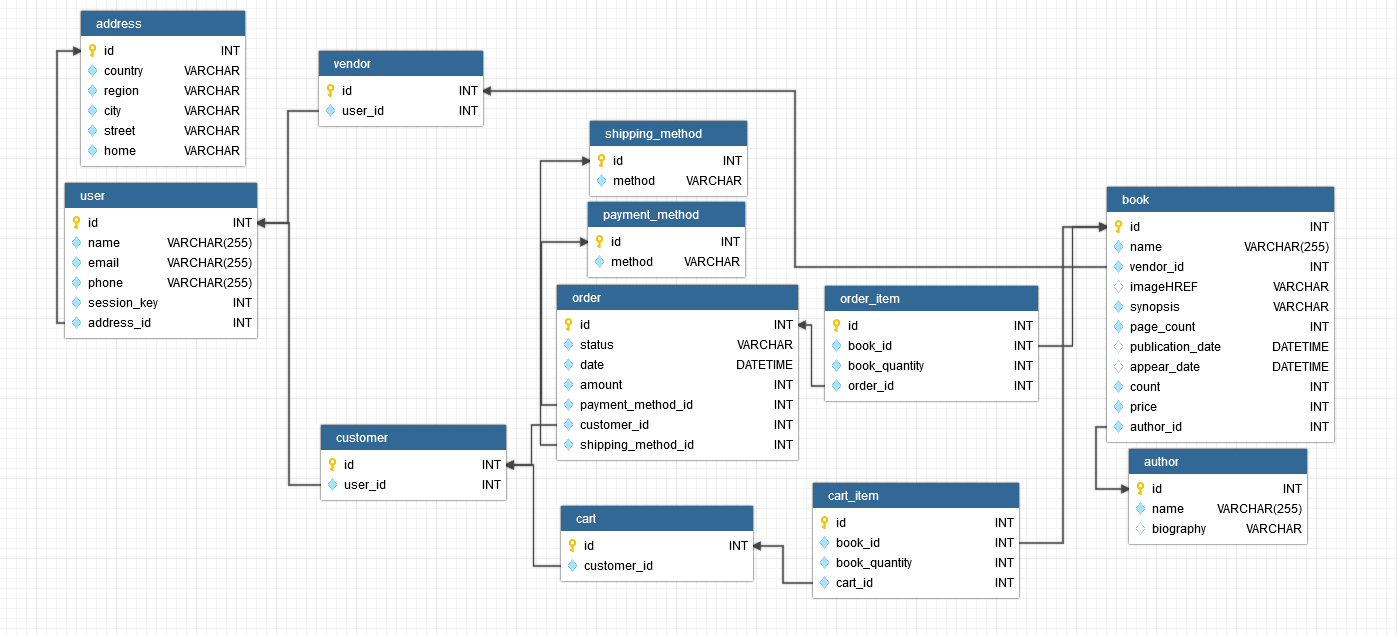 address
id INT
country VARCHAR
region VARCHAR
city VARCHAR
street VARCHAR
home VARCHAR
user
id INT
name VARCHAR(255)
email VARCHAR(255)
phone VARCHAR(255)
session_key INT
address_id INT
vendor
id INT
user_id INT
customer
id INT
user_id INT
shipping_method
id INT
method VARCHAR
payment_method
id INT
method VARCHAR
order
id INT
status VARCHAR
date DATETIME
amount INT
payment_method_id INT
customer_id INT
shipping_method_id INT
cart
id INT
customer_id
order_item
id INT
book_id INT
book_quantity INT
order_id INT
cart_item
id INT
book_id INT
book_quantity INT
cart_id INT
book
id INT
name VARCHAR(255)
vendor_id INT
imageHREF VARCHAR
synopsis VARCHAR
page_count INT
publication_date DATETIME
appear_date DATETIME
count INT
price INT
author_id INT
author
id INT
name VARCHAR(255)
biography VARCHAR